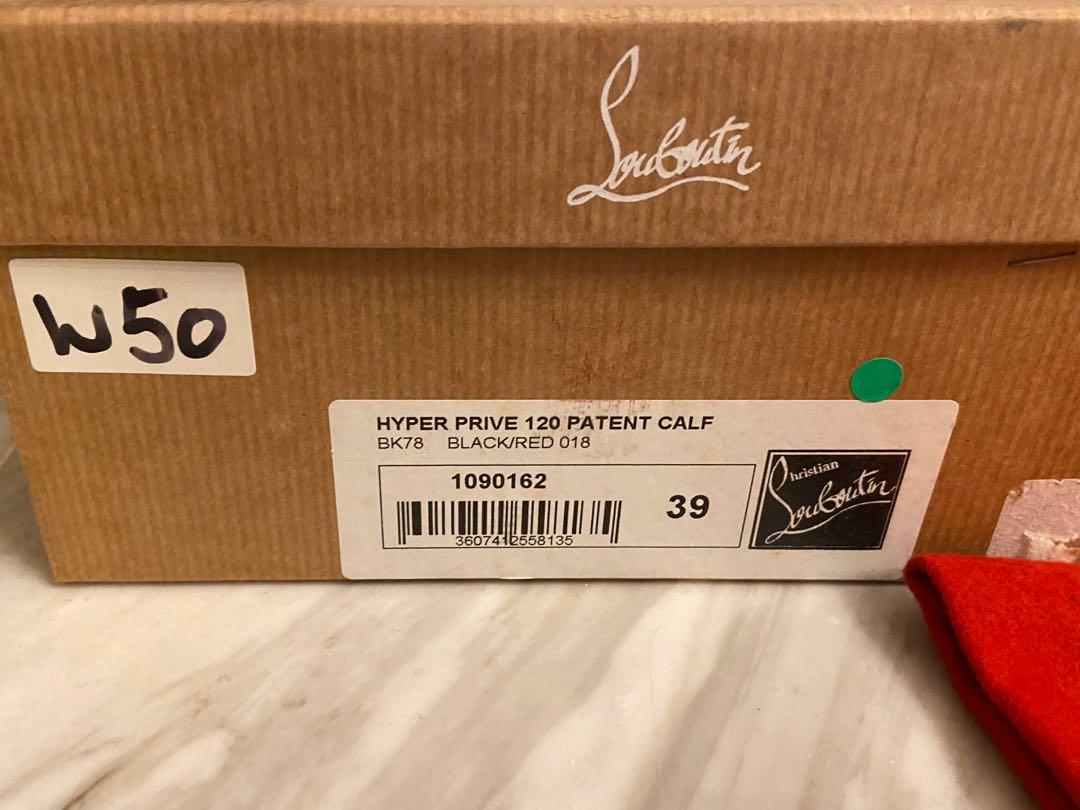 Louboutin
W50
HYPER PRIVE 120 PATENT CALF
BK78 BLACK/RED 018
1090162
39
3607412558135
Christian
Louboutin